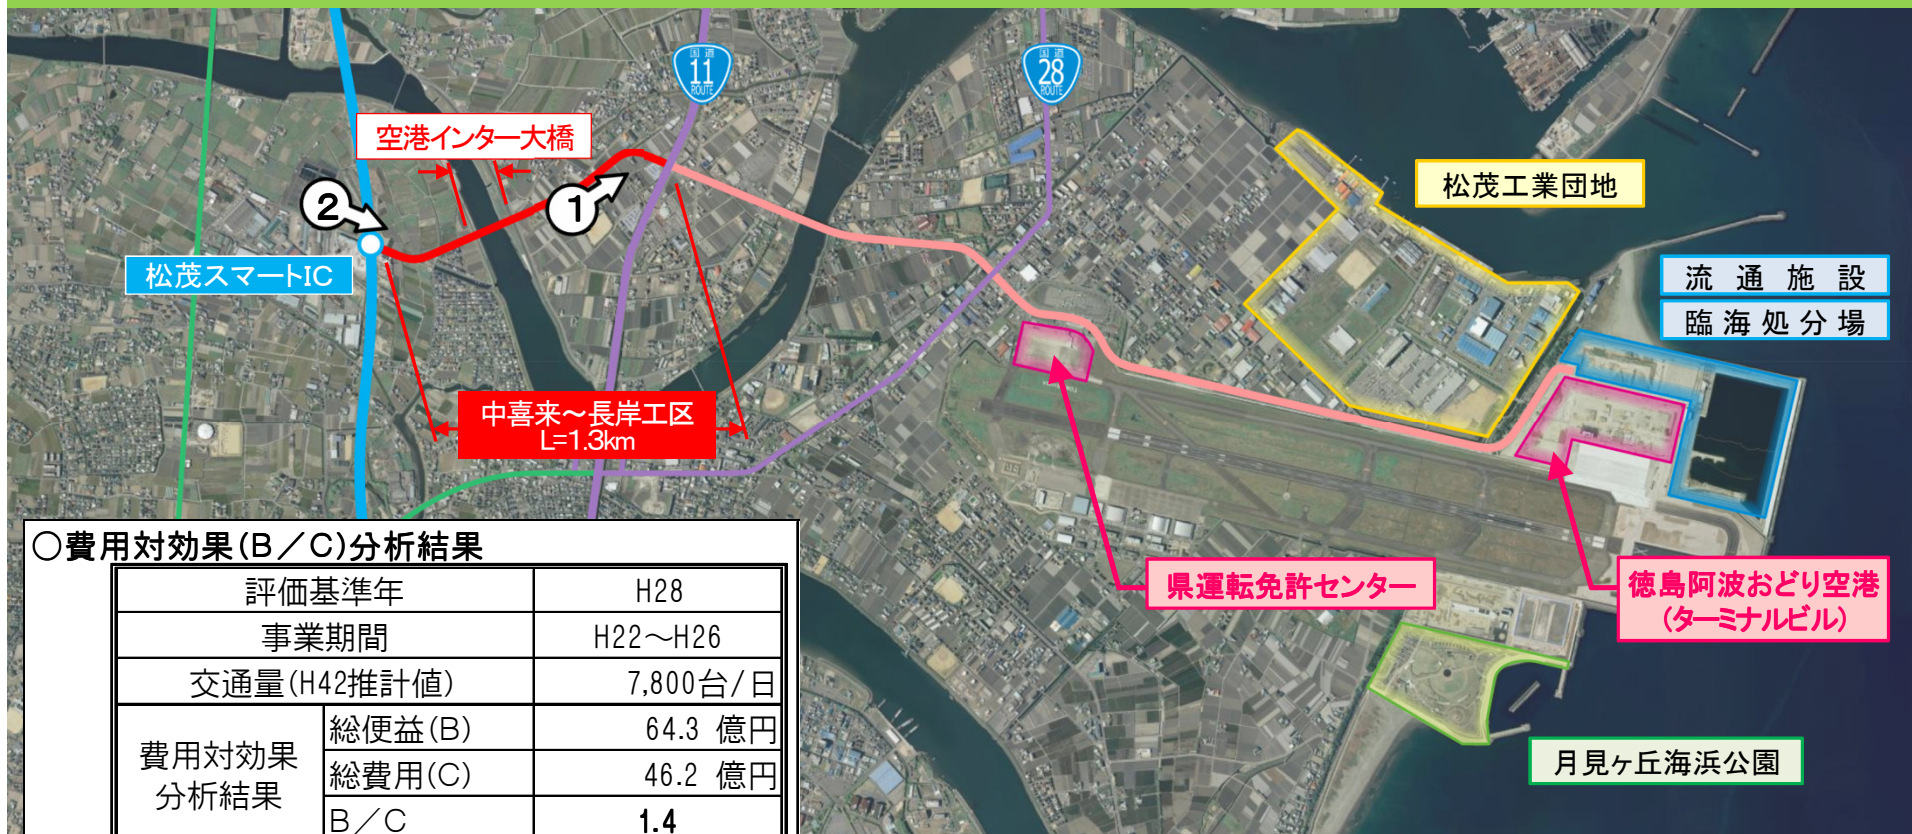 国道
11
ROUTE
国道
28
ROUTE
空港インター大橋
松茂工業団地
②
①
松茂スマートIC
流通施設
臨海処分場
中喜来～長岸工区
L=1.3km
県運転免許センター
徳島阿波おどり空港
(ターミナルビル)
月見ヶ丘海浜公園
○費用対効果(B／C)分析結果
評価基準年 H28
事業期間 H22～H26
交通量(H42推計値) 7,800台/日
費用対効果
分析結果
総便益(B) 64.3 億円
総費用(C) 46.2 億円
B／C 1.4